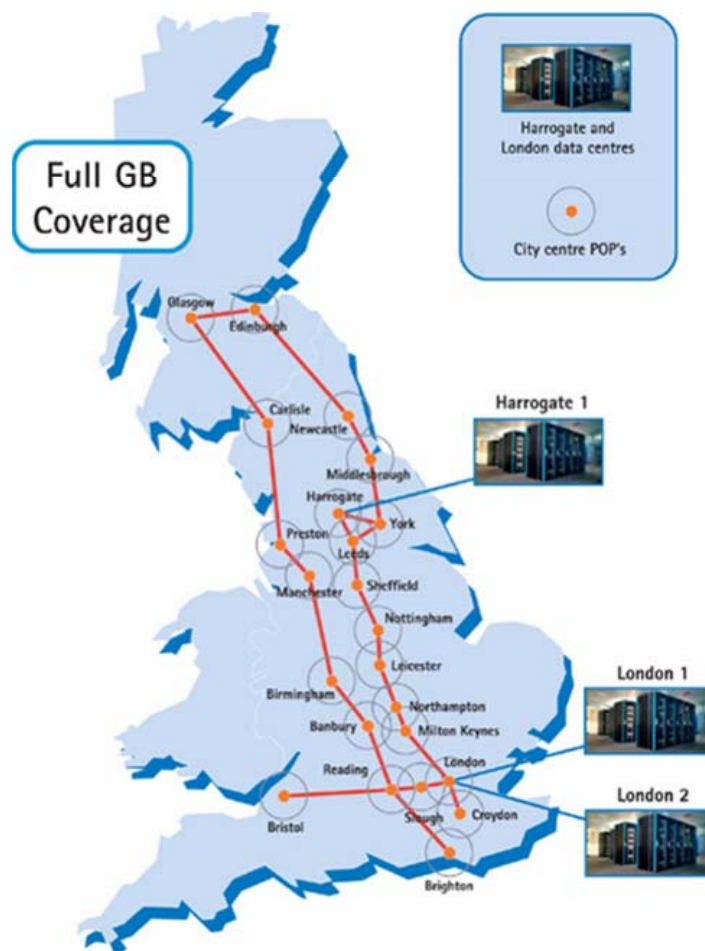 Full GB
Coverage
Harrogate and
London data centres
City centre POP's
Glasgow
Edinburgh
Carlisle
Newcastle
Harrogate 1
Middlesbrough
Harrogate
York
Preston
Leeds
Manchester
Sheffield
Nottingham
Leicester
London 1
Birmingham
Northampton
Banbury
Milton Keynes
Reading
London
London 2
Bristol
Slough
Croydon
Brighton